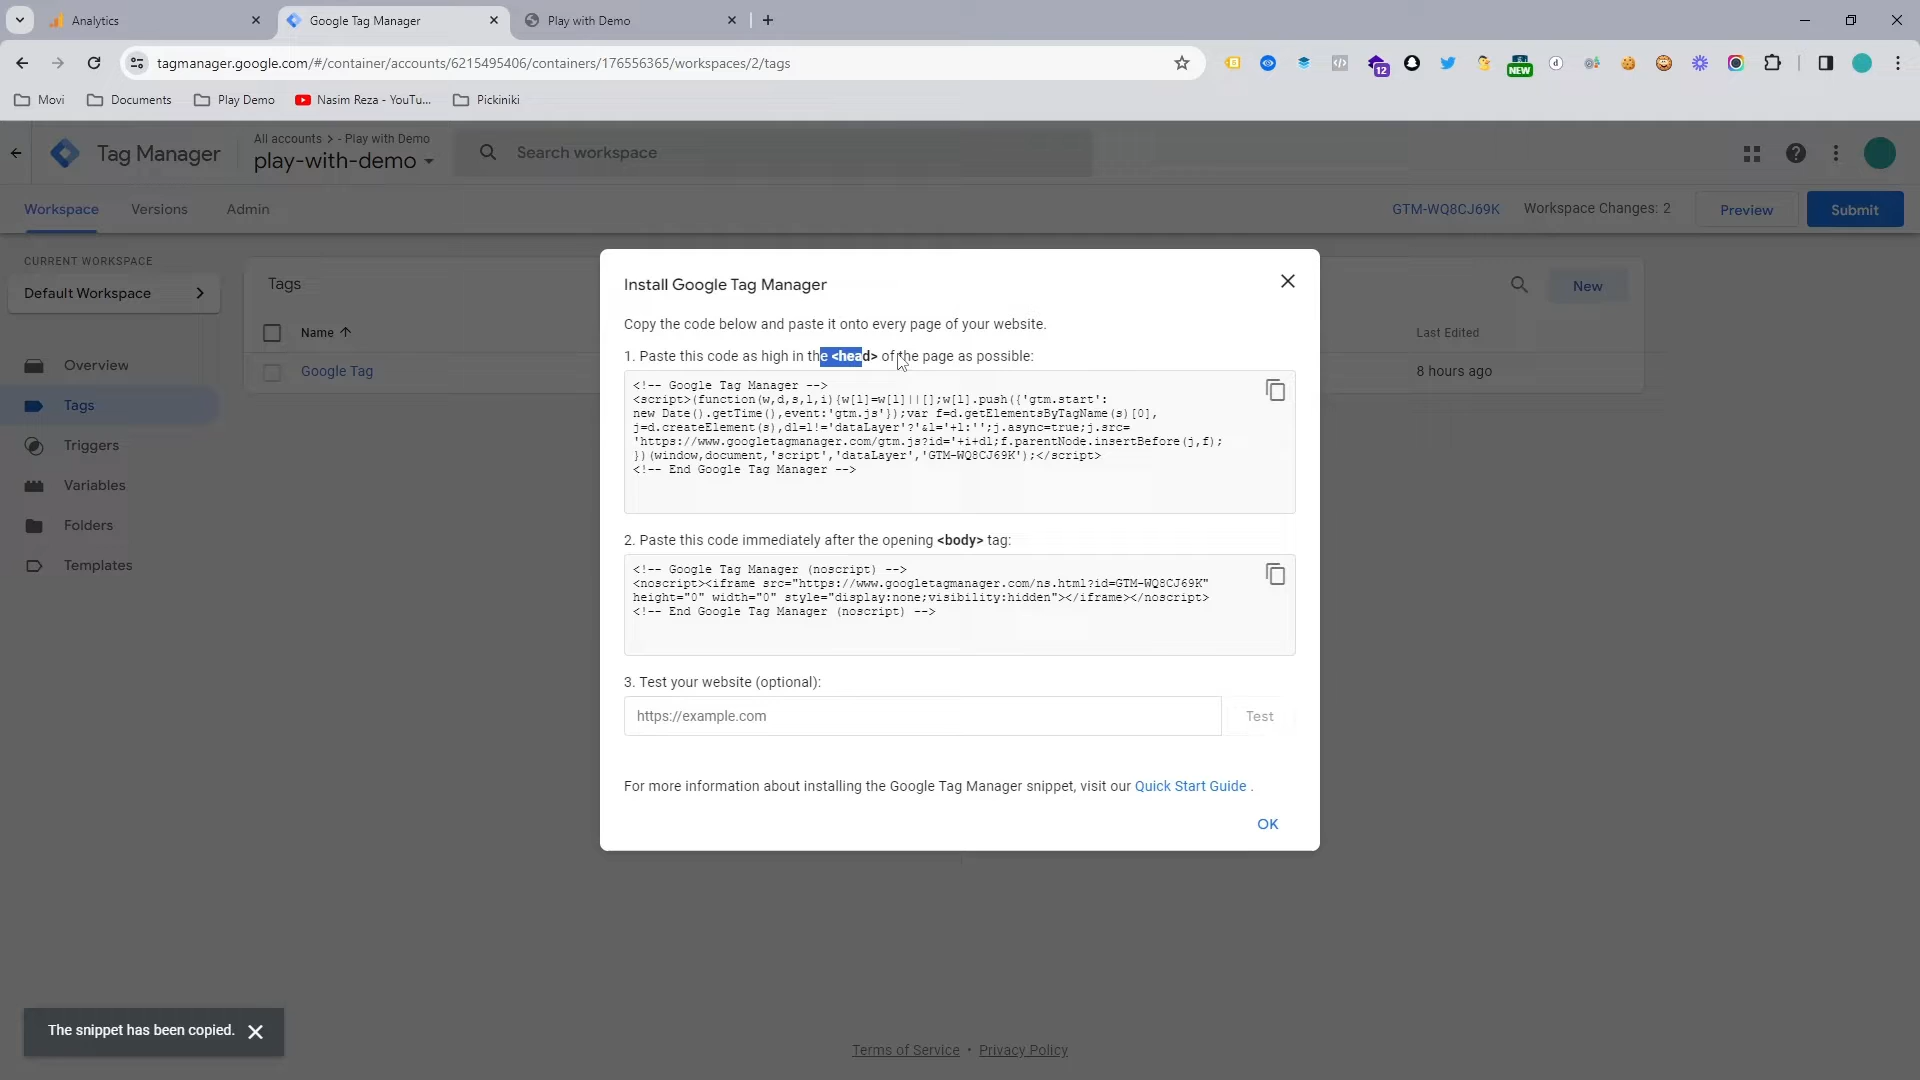 Analytics
Google Tag Manager
Play with Demo
tagmanager.google.com/#/container/accounts/6215495406/containers/176556365/workspaces/2/tags
12
NEW
Movi
Documents
Play Demo
Nasim Reza - YouTu...
Pickiniki
Tag Manager
All accounts > - Play with Demo
play-with-demo
Search workspace
Workspace
Versions
Admin
GTM-WQ8CJ69K
Workspace Changes: 2
Preview
Submit
CURRENT WORKSPACE
Default Workspace
Overview
Tags
Triggers
Variables
Folders
Templates
Tags
New
Name
Last Edited
Google Tag
8 hours ago
Install Google Tag Manager
Copy the code below and paste it onto every page of your website.
1. Paste this code as high in the <head> of the page as possible:
<!-- Google Tag Manager -->
<script>(function(w,d,s,l,i){w[l]=w[l]||[];w[l].push({'gtm.start':
new Date().getTime(),event:'gtm.js'});var f=d.getElementsByTagName(s)[0],
j=d.createElement(s),dl=l!='dataLayer'?'&l='+l:'';j.async=true;j.src=
'https://www.googletagmanager.com/gtm.js?id='+i+dl;f.parentNode.insertBefore(j,f);
})(window,document,'script','dataLayer','GTM-WQ8CJ69K');</script>
<!-- End Google Tag Manager -->
2. Paste this code immediately after the opening <body> tag:
<!-- Google Tag Manager (noscript) -->
<noscript><iframe src="https://www.googletagmanager.com/ns.html?id=GTM-WQ8CJ69K"
height="0" width="0" style="display:none;visibility:hidden"></iframe></noscript>
<!-- End Google Tag Manager (noscript) -->
3. Test your website (optional):
https://example.com
Test
For more information about installing the Google Tag Manager snippet, visit our Quick Start Guide .
OK
The snippet has been copied.
Terms of Service • Privacy Policy